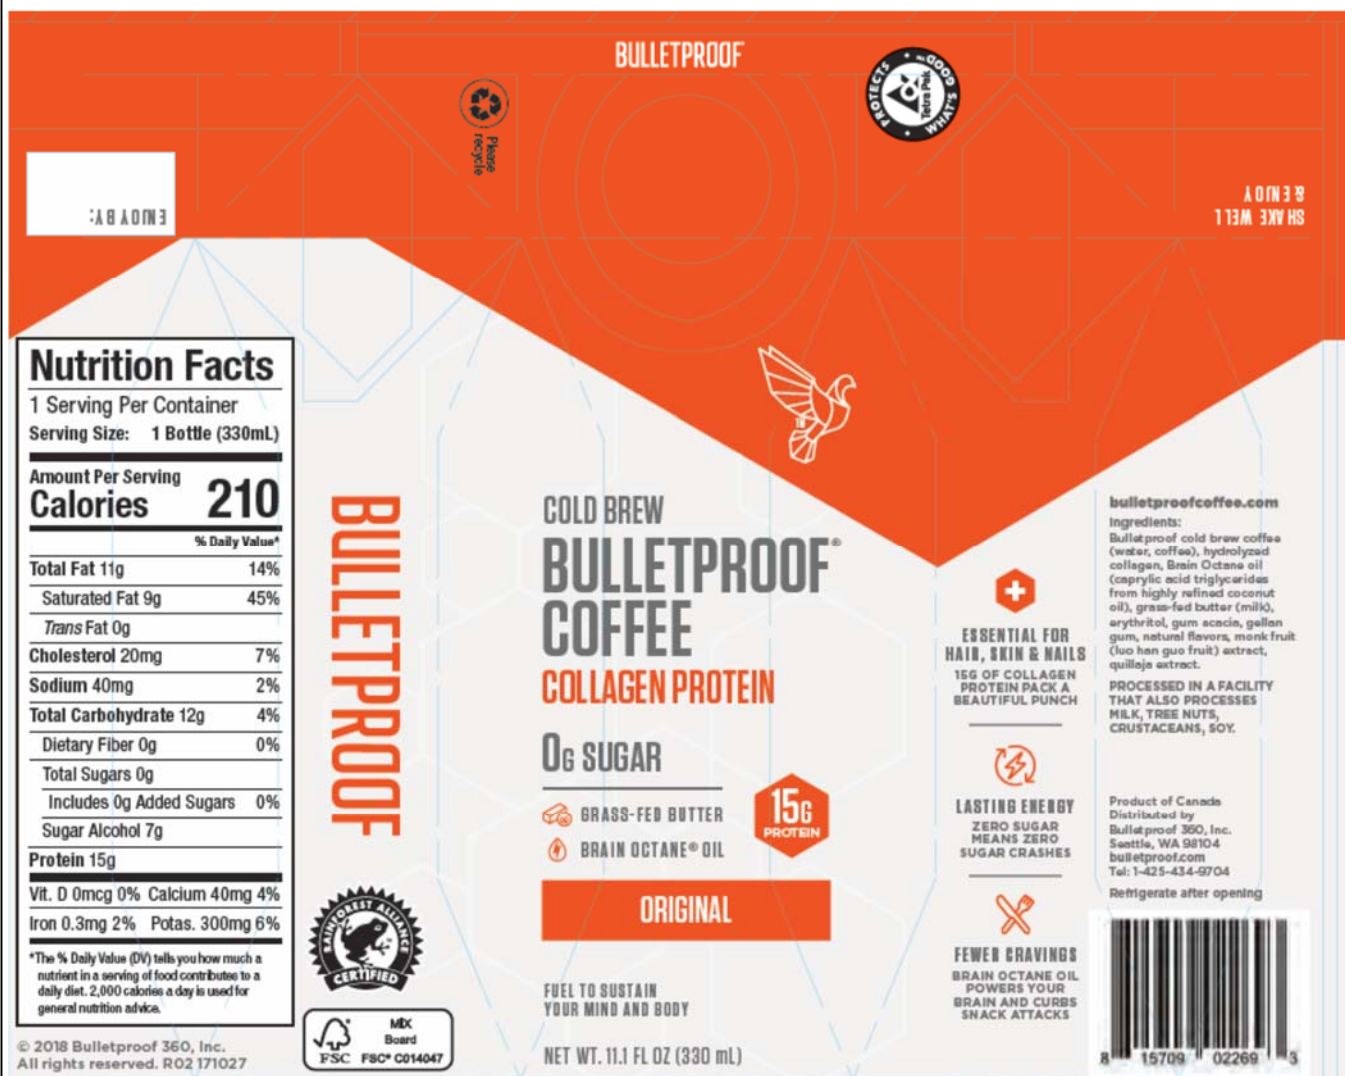 BULLETPROOF®
PROTECTS
WHAT'S GOOD™
Tetra Pak
Please
recycle
ENJOY BY:
SHAKE WELL
& ENJOY
Nutrition Facts
1 Serving Per Container
Serving Size: 1 Bottle (330mL)
Amount Per Serving
Calories 210
% Daily Value*
Total Fat 11g 14%
Saturated Fat 9g 45%
Trans Fat 0g
Cholesterol 20mg 7%
Sodium 40mg 2%
Total Carbohydrate 12g 4%
Dietary Fiber 0g 0%
Total Sugars 0g
Includes 0g Added Sugars 0%
Sugar Alcohol 7g
Protein 15g
Vit. D 0mcg 0% Calcium 40mg 4%
Iron 0.3mg 2% Potas. 300mg 6%
*The % Daily Value (DV) tells you how much a
nutrient in a serving of food contributes to a
daily diet. 2,000 calories a day is used for
general nutrition advice.
© 2018 Bulletproof 360, Inc.
All rights reserved. R02 171027
BULLETPROOF
RAINFOREST ALLIANCE
CERTIFIED
FSC
MIX
Board
FSC® C014047
COLD BREW
BULLETPROOF®
COFFEE
COLLAGEN PROTEIN
0G SUGAR
GRASS-FED BUTTER
BRAIN OCTANE® OIL
15G
PROTEIN
ORIGINAL
FUEL TO SUSTAIN
YOUR MIND AND BODY
NET WT. 11.1 FL OZ (330 mL)
ESSENTIAL FOR
HAIR, SKIN & NAILS
15G OF COLLAGEN
PROTEIN PACK A
BEAUTIFUL PUNCH
LASTING ENERGY
ZERO SUGAR
MEANS ZERO
SUGAR CRASHES
FEWER CRAVINGS
BRAIN OCTANE OIL
POWERS YOUR
BRAIN AND CURBS
SNACK ATTACKS
bulletproofcoffee.com
Ingredients:
Bulletproof cold brew coffee
(water, coffee), hydrolyzed
collagen, Brain Octane oil
(caprylic acid triglycerides
from highly refined coconut
oil), grass-fed butter (milk),
erythritol, gum acacia, gellan
gum, natural flavors, monk fruit
(luo han guo fruit) extract,
quillaja extract.
PROCESSED IN A FACILITY
THAT ALSO PROCESSES
MILK, TREE NUTS,
CRUSTACEANS, SOY.
Product of Canada
Distributed by
Bulletproof 360, Inc.
Seattle, WA 98104
bulletproof.com
Tel: 1-425-434-9704
Refrigerate after opening
8 15709 02269 3